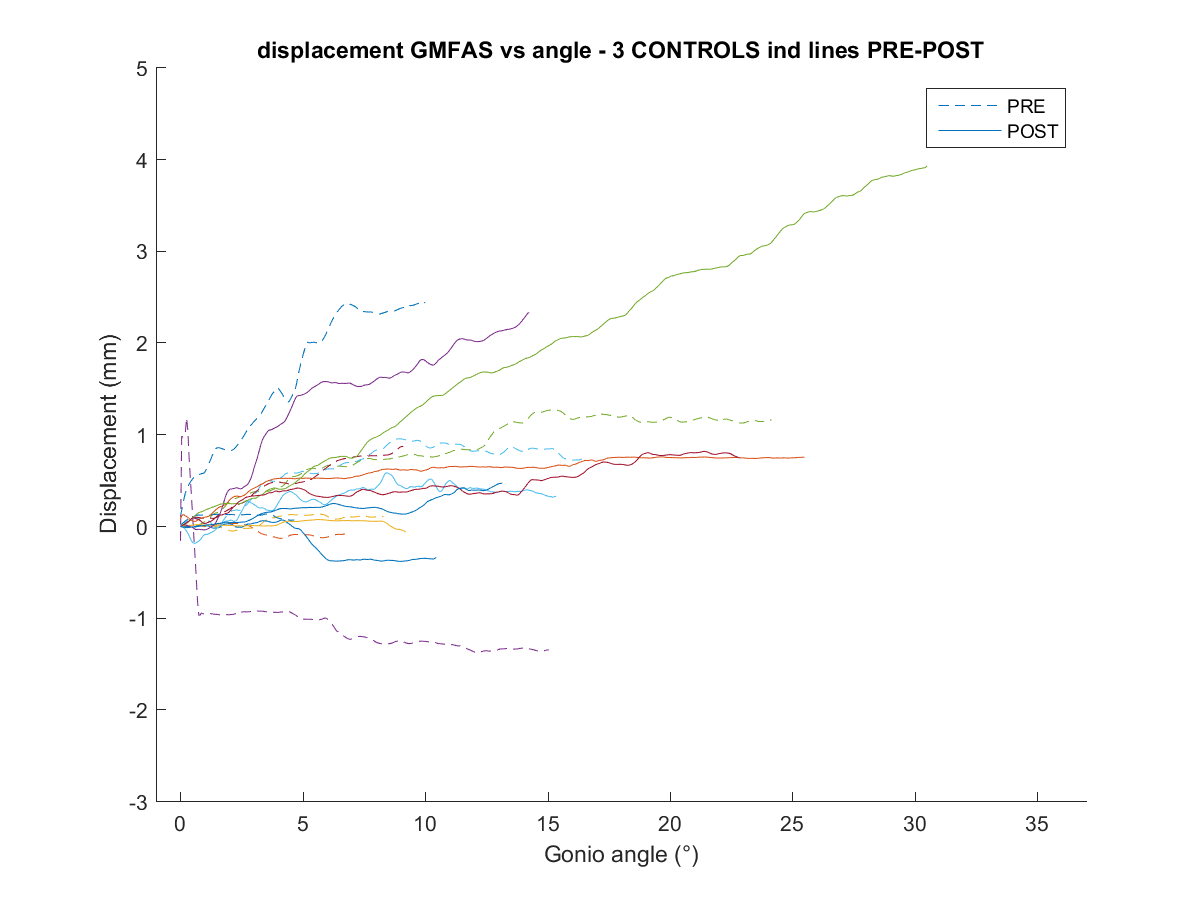 displacement GMFAS vs angle - 3 CONTROLS ind lines PRE-POST
PRE
POST
5
4
3
2
1
0
-1
-2
-3
Displacement (mm)
0 5 10 15 20 25 30 35
Gonio angle (°)